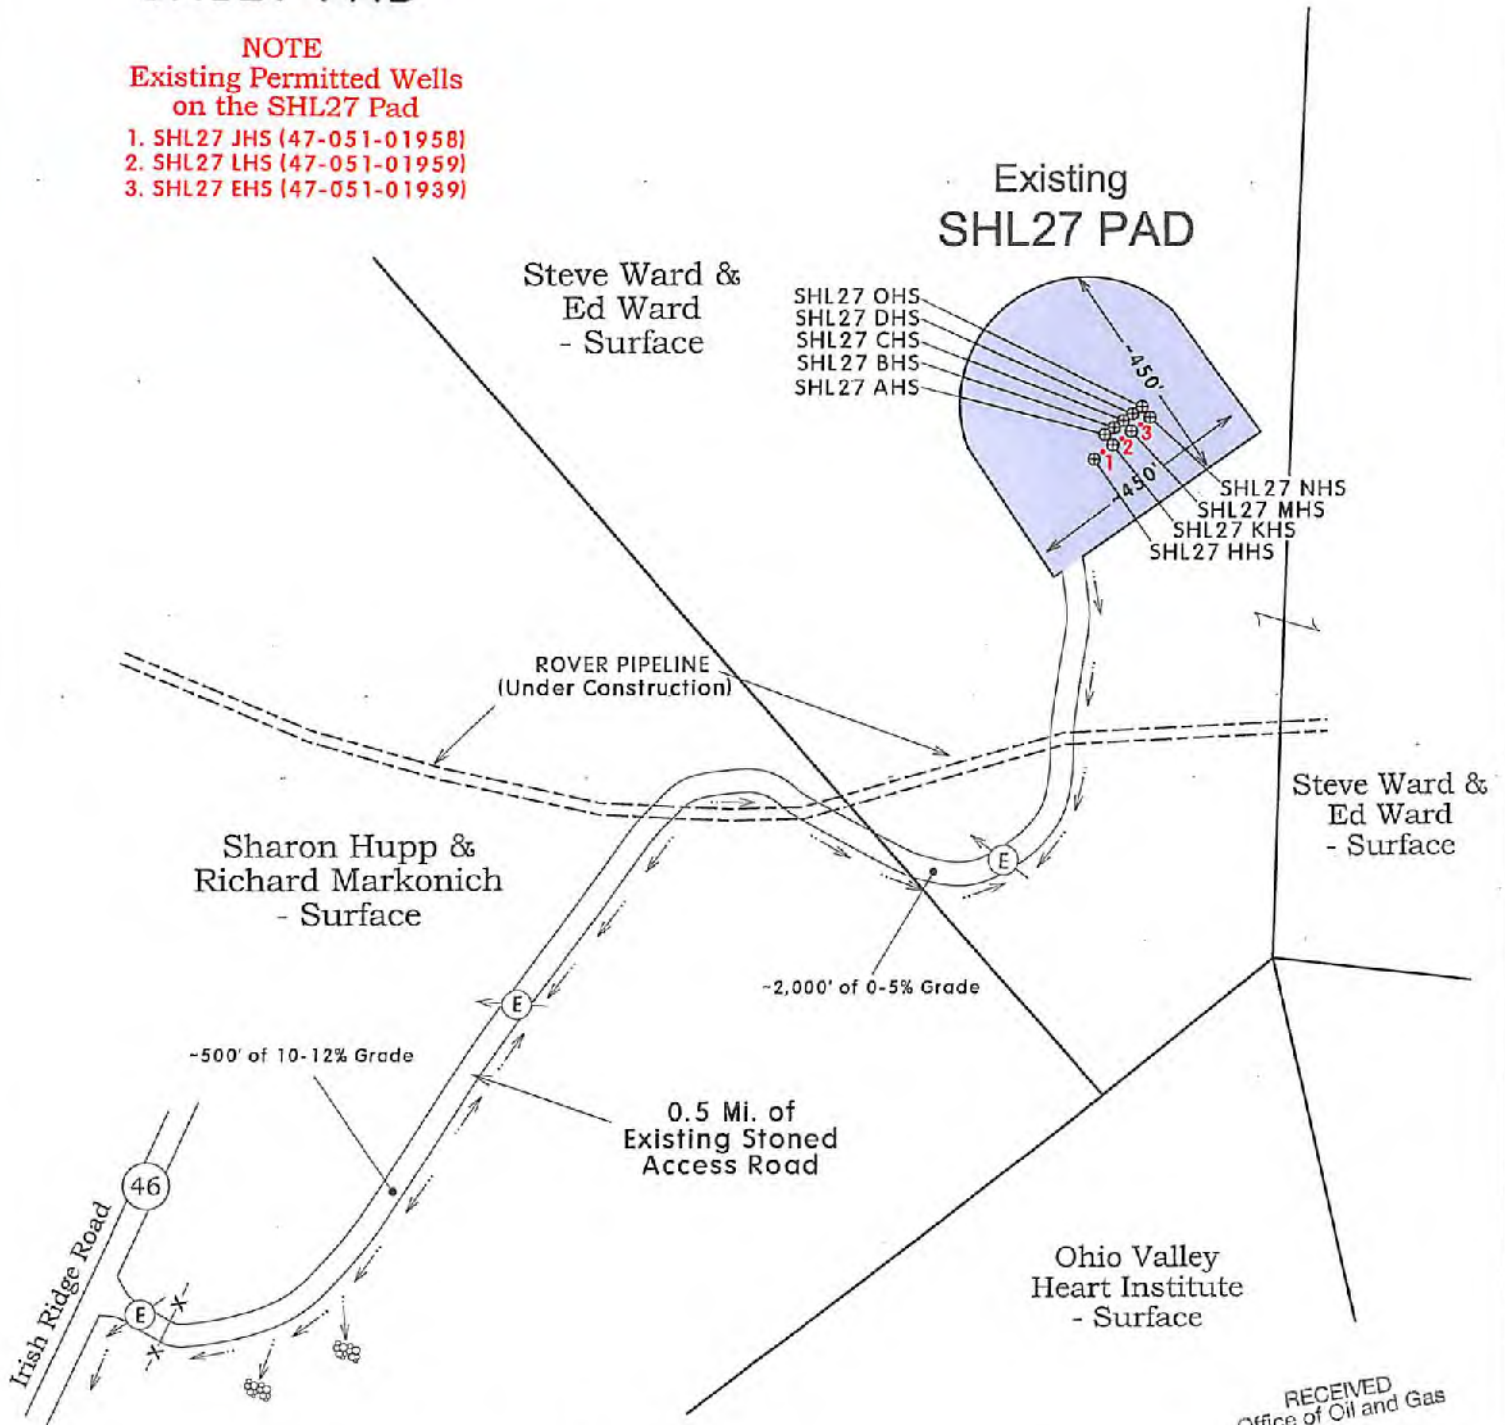 NOTE
Existing Permitted Wells
on the SHL27 Pad
1. SHL27 JHS (47-051-01958)
2. SHL27 LHS (47-051-01959)
3. SHL27 EHS (47-051-01939)
Existing
SHL27 PAD
Steve Ward &
Ed Ward
- Surface
SHL27 OHS
SHL27 DHS
SHL27 CHS
SHL27 BHS
SHL27 AHS
~450'
3
2
1
~450'
SHL27 NHS
SHL27 MHS
SHL27 KHS
SHL27 HHS
ROVER PIPELINE
(Under Construction)
Steve Ward &
Ed Ward
- Surface
Sharon Hupp &
Richard Markonich
- Surface
E
~2,000' of 0-5% Grade
E
~500' of 10-12% Grade
0.5 Mi. of
Existing Stoned
Access Road
46
Irish Ridge Road
E
Ohio Valley
Heart Institute
- Surface
RECEIVED
Office of Oil and Gas